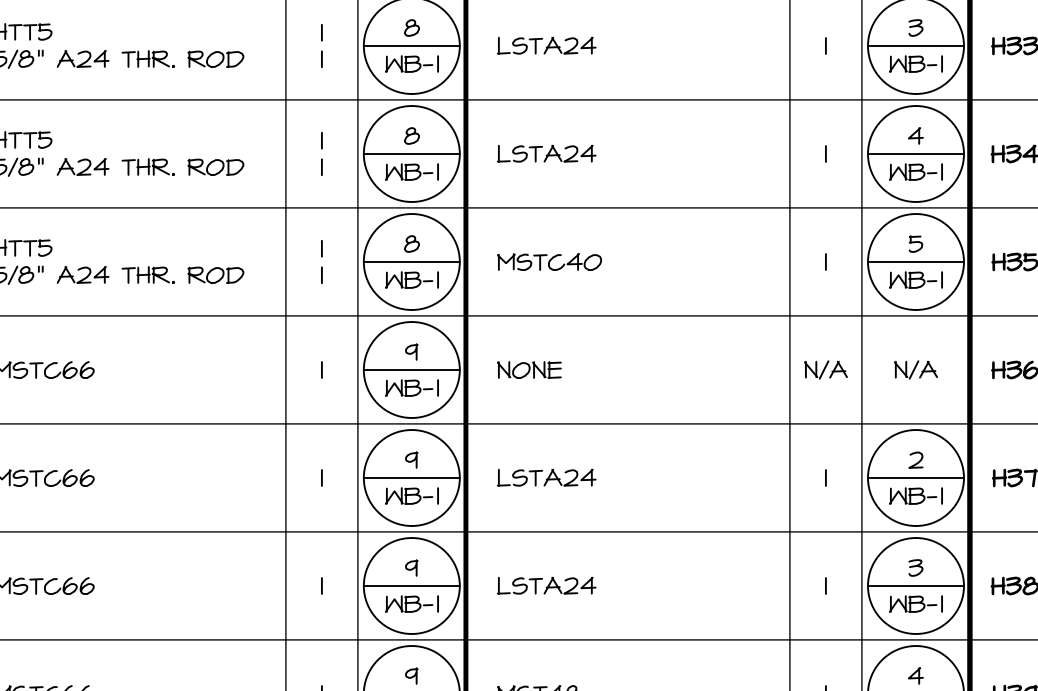 HTT5
5/8" A24 THR. ROD
1
1
8
WB-1
LSTA24
1
3
WB-1
H33
HTT5
5/8" A24 THR. ROD
1
1
8
WB-1
LSTA24
1
4
WB-1
H34
HTT5
5/8" A24 THR. ROD
1
1
8
WB-1
MSTC40
1
5
WB-1
H35
MSTC66
1
9
WB-1
NONE
N/A
N/A
H36
MSTC66
1
9
WB-1
LSTA24
1
2
WB-1
H37
MSTC66
1
9
WB-1
LSTA24
1
3
WB-1
H38
MSTC66
1
9
1
4